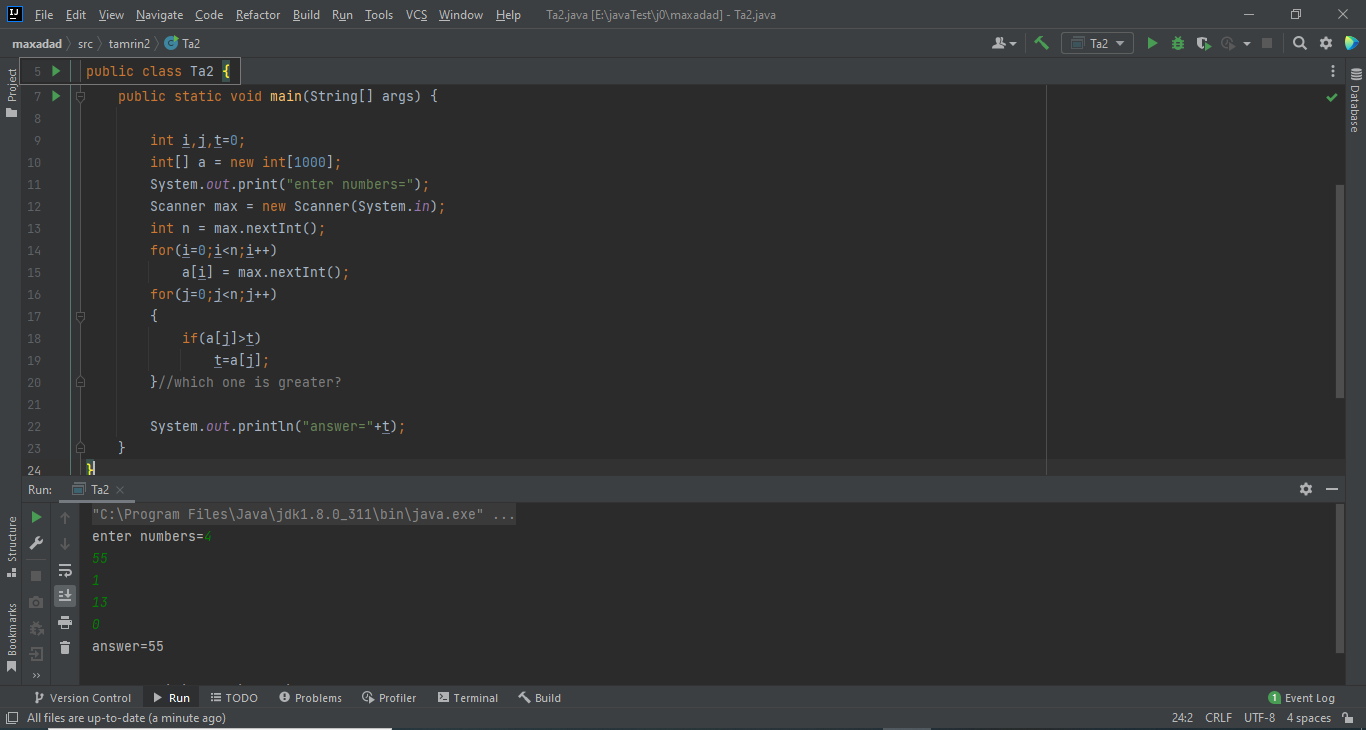 File Edit View Navigate Code Refactor Build Run Tools VCS Window Help Ta2.java [E:\javaTest\j0\maxadad] - Ta2.java
maxadad src tamrin2 Ta2 Ta2
Project
Database
5 public class Ta2 {
7 public static void main(String[] args) {
8
9 int i,j,t=0;
10 int[] a = new int[1000];
11 System.out.print("enter numbers=");
12 Scanner max = new Scanner(System.in);
13 int n = max.nextInt();
14 for(i=0;i<n;i++)
15 a[i] = max.nextInt();
16 for(j=0;j<n;j++)
17 {
18 if(a[j]>t)
19 t=a[j];
20 }//which one is greater?
21
22 System.out.println("answer="+t);
23 }
24 }
Run: Ta2
"C:\Program Files\Java\jdk1.8.0_311\bin\java.exe" ...
enter numbers=4
55
1
13
0
answer=55
Structure
Bookmarks
Version Control Run TODO Problems Profiler Terminal Build 1 Event Log
All files are up-to-date (a minute ago) 24:2 CRLF UTF-8 4 spaces